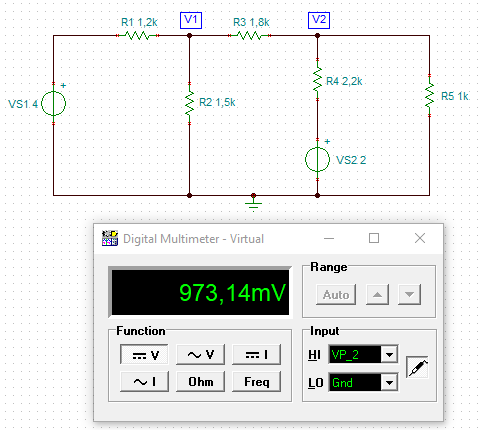 V1 V2
R1 1,2k R3 1,8k
R4 2,2k
R5 1k
VS1 4 R2 1,5k
VS2 2
Digital Multimeter - Virtual
973,14mV
Range
Auto
Function
V V I
I Ohm Freq
Input
HI VP_2
LO Gnd